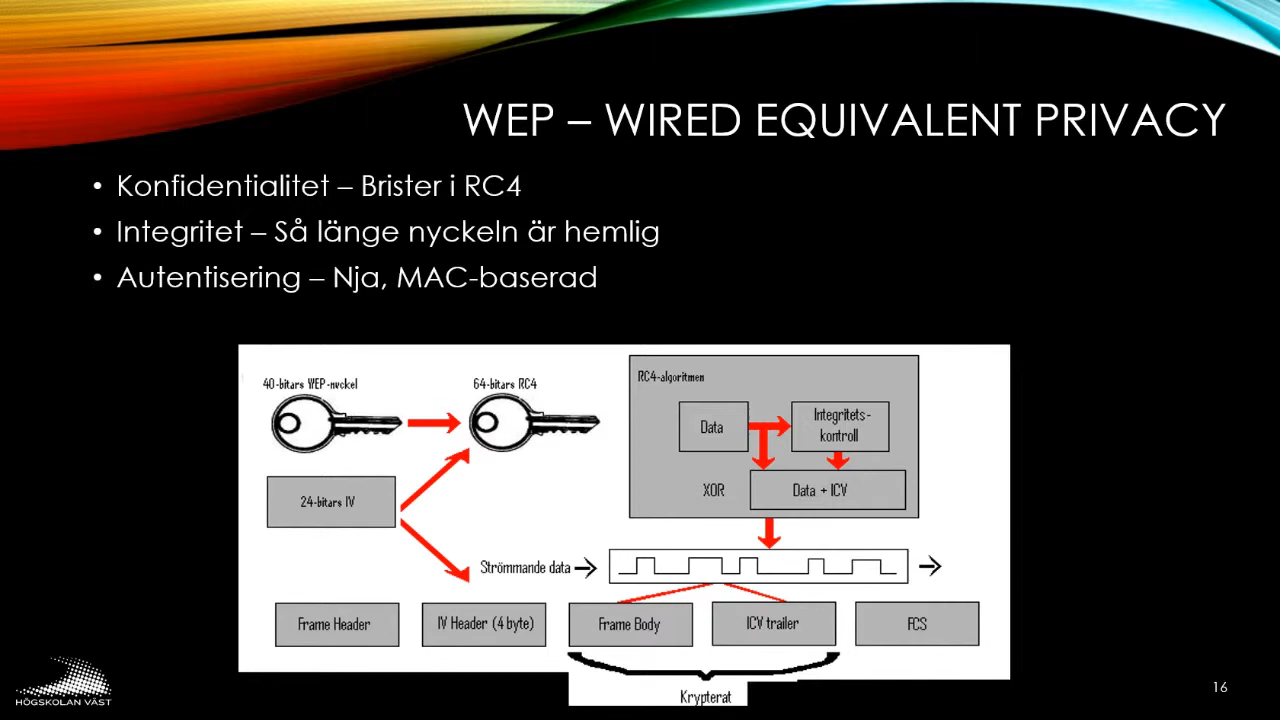 WEP – WIRED EQUIVALENT PRIVACY
• Konfidentialitet – Brister i RC4
• Integritet – Så länge nyckeln är hemlig
• Autentisering – Nja, MAC-baserad
40-bitars WEP-nyckel
64-bitars RC4
RC4-algoritmen
Data
Integritets-
kontroll
24-bitars IV
XOR
Data + ICV
Strömmande data
Frame Header
IV Header (4 byte)
Frame Body
ICV trailer
FCS
Krypterat
HÖGSKOLAN VÄST
16